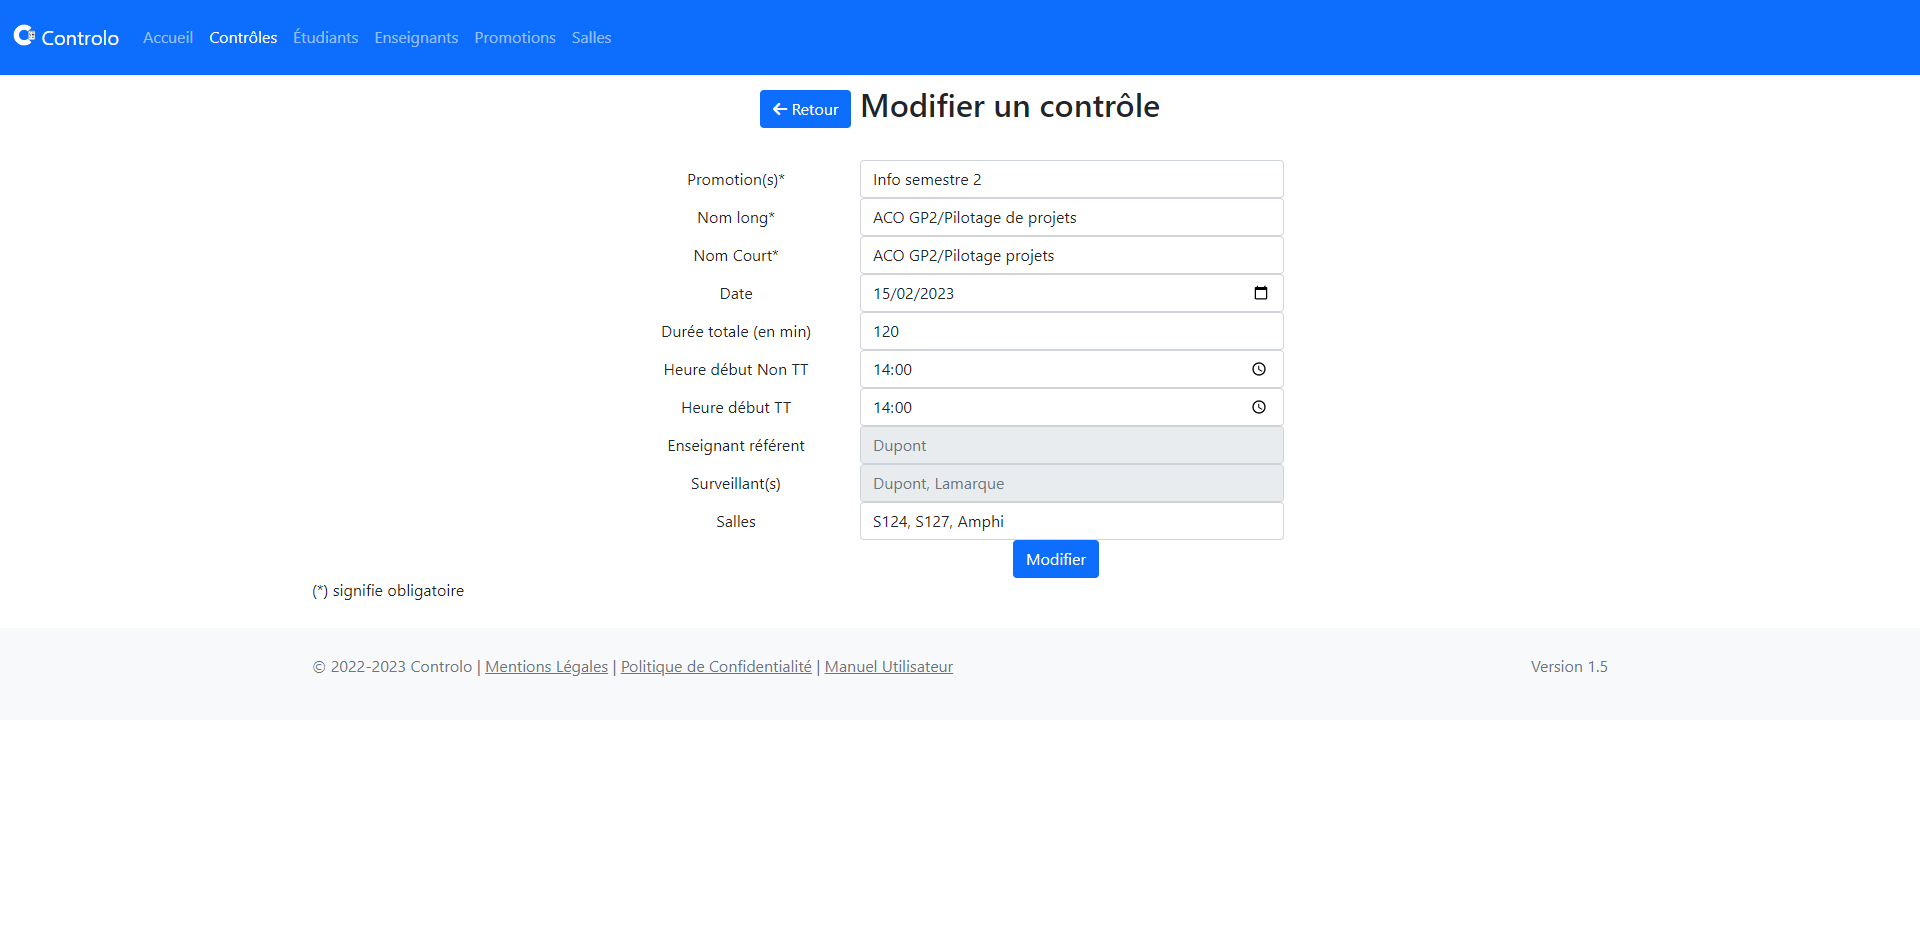 Controlo Accueil Contrôles Étudiants Enseignants Promotions Salles
Retour Modifier un contrôle
Promotion(s)* Info semestre 2
Nom long* ACO GP2/Pilotage de projets
Nom Court* ACO GP2/Pilotage projets
Date 15/02/2023
Durée totale (en min) 120
Heure début Non TT 14:00
Heure début TT 14:00
Enseignant référent Dupont
Surveillant(s) Dupont, Lamarque
Salles S124, S127, Amphi
Modifier
(*) signifie obligatoire
© 2022-2023 Controlo | Mentions Légales | Politique de Confidentialité | Manuel Utilisateur Version 1.5